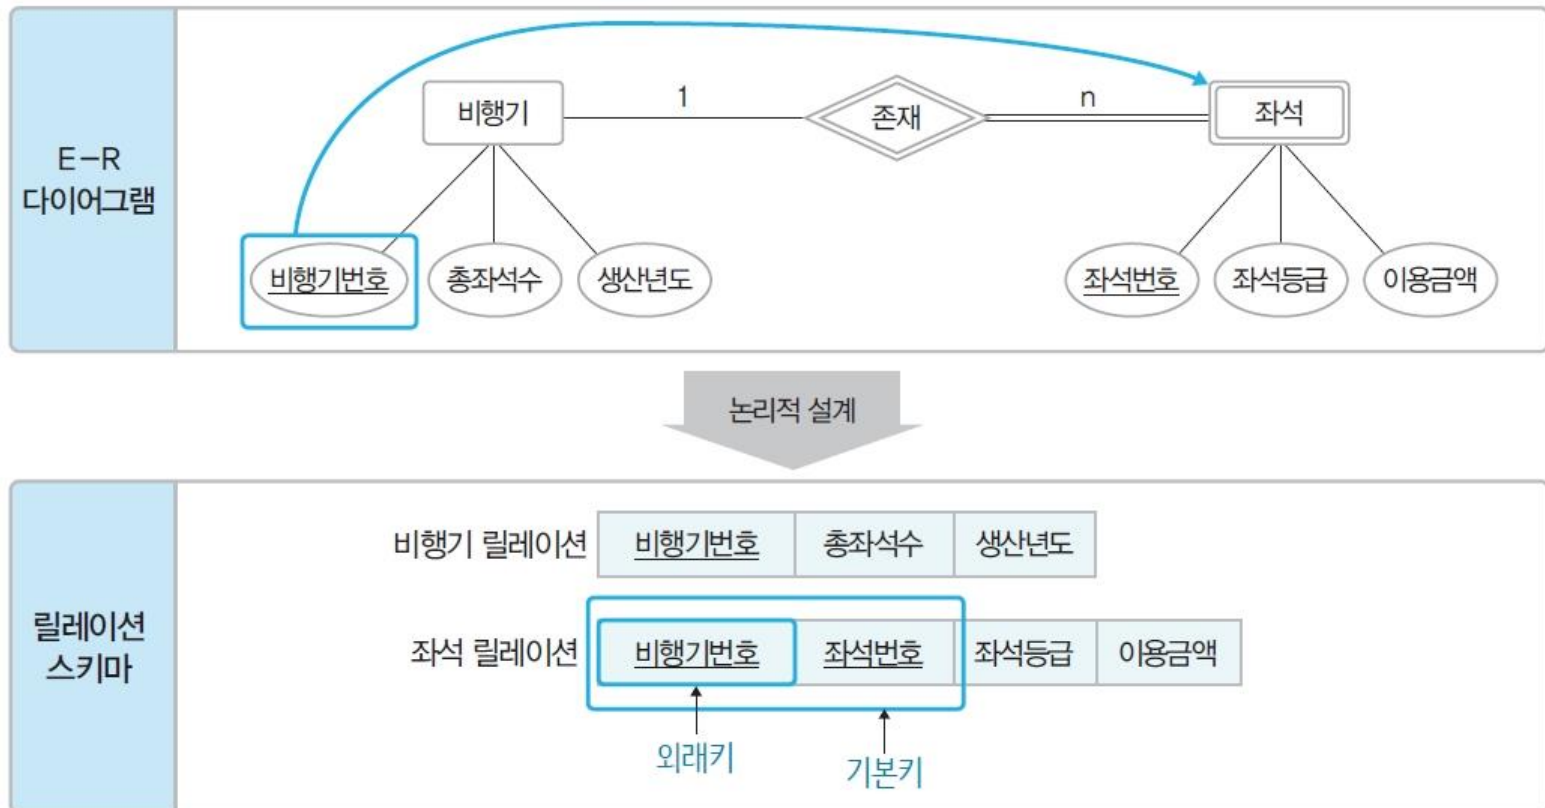 E-R
다이어그램
비행기
1
존재
n
좌석
비행기번호
총좌석수
생산년도
좌석번호
좌석등급
이용금액
논리적 설계
릴레이션
스키마
비행기 릴레이션 비행기번호 총좌석수 생산년도
좌석 릴레이션 비행기번호 좌석번호 좌석등급 이용금액
외래키
기본키